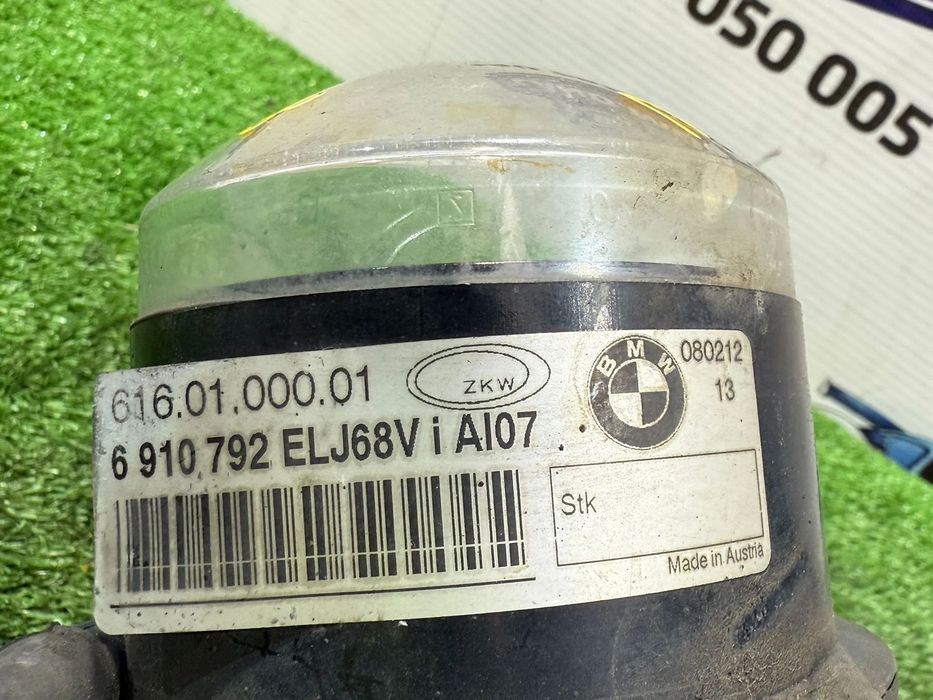 050 005
616.01.000.01
ZKW
BMW
080212
13
6 910 792 ELJ68V i AI07
Stk
Made in Austria